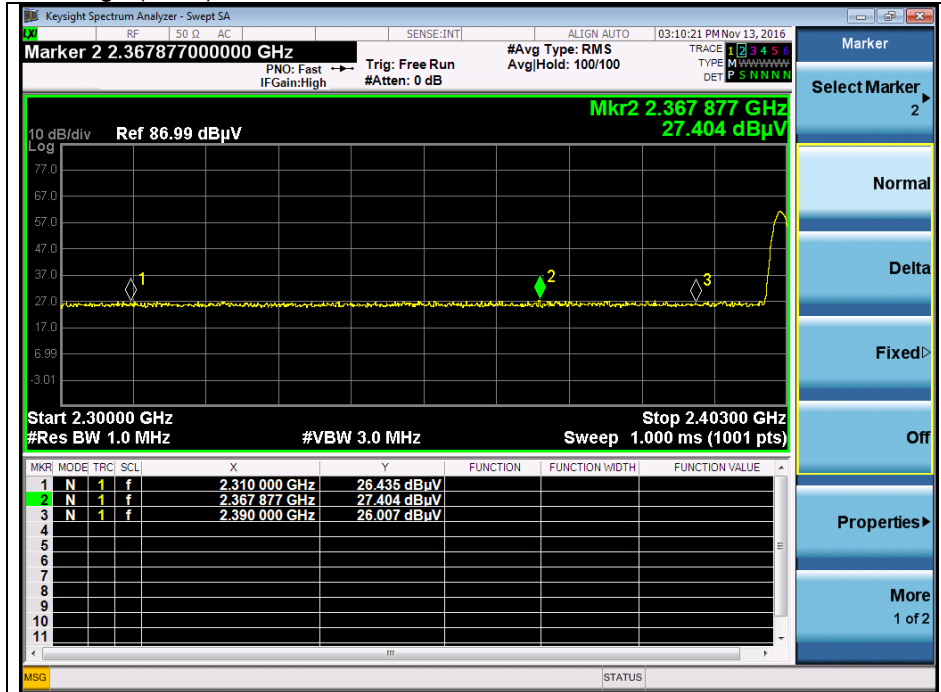 Keysight Spectrum Analyzer - Swept SA
LXI RF 50 Ω AC SENSE:INT ALIGN AUTO 03:10:21 PM Nov 13, 2016
Marker 2 2.367877000000 GHz
PNO: Fast
IFGain:High
Trig: Free Run
#Atten: 0 dB
#Avg Type: RMS
Avg|Hold: 100/100
TRACE 1 2 3 4 5 6
TYPE M WWWWW
DET P S N N N N
Mkr2 2.367 877 GHz
27.404 dBµV
10 dB/div Ref 86.99 dBµV
Log
77.0
67.0
57.0
47.0
37.0
27.0
17.0
6.99
-3.01
1
2
3
Start 2.30000 GHz Stop 2.40300 GHz
#Res BW 1.0 MHz #VBW 3.0 MHz Sweep 1.000 ms (1001 pts)
MKR MODE TRC SCL X Y FUNCTION FUNCTION WIDTH FUNCTION VALUE
1 N 1 f 2.310 000 GHz 26.435 dBµV
2 N 1 f 2.367 877 GHz 27.404 dBµV
3 N 1 f 2.390 000 GHz 26.007 dBµV
4
5
6
7
8
9
10
11
MSG STATUS
Marker
Select Marker
2
Normal
Delta
Fixed
Off
Properties
More
1 of 2